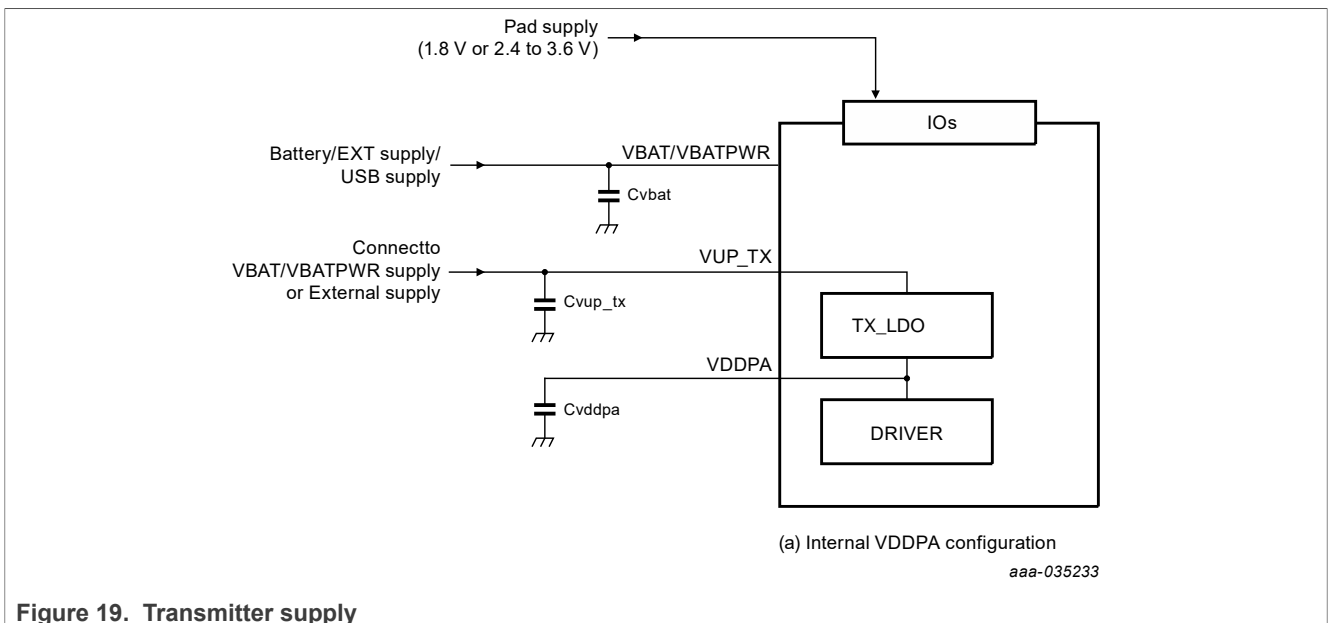 Pad supply
(1.8 V or 2.4 to 3.6 V)
IOs
Battery/EXT supply/
USB supply
VBAT/VBATPWR
Cvbat
Connectto
VBAT/VBATPWR supply
or External supply
VUP_TX
Cvup_tx
TX_LDO
VDDPA
Cvddpa
DRIVER
(a) Internal VDDPA configuration
aaa-035233
Figure 19. Transmitter supply